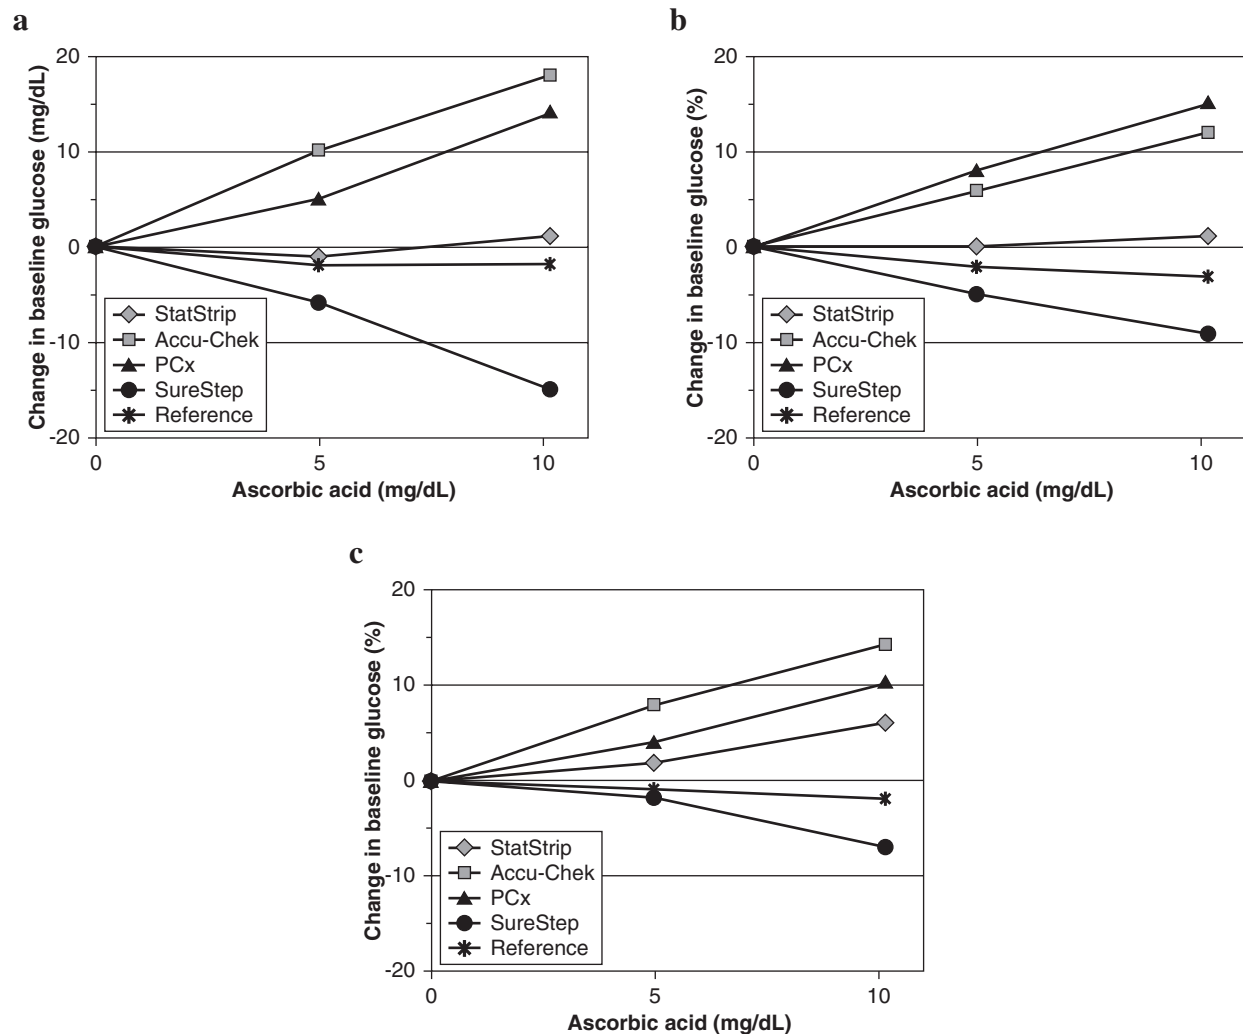 a
20
10
0
-10
-20
Change in baseline glucose (mg/dL)
StatStrip
Accu-Chek
PCx
SureStep
Reference
0 5 10
Ascorbic acid (mg/dL)
b
20
10
0
-10
-20
Change in baseline glucose (%)
StatStrip
Accu-Chek
PCx
SureStep
Reference
0 5 10
Ascorbic acid (mg/dL)
c
20
10
0
-10
-20
Change in baseline glucose (%)
StatStrip
Accu-Chek
PCx
SureStep
Reference
0 5 10
Ascorbic acid (mg/dL)